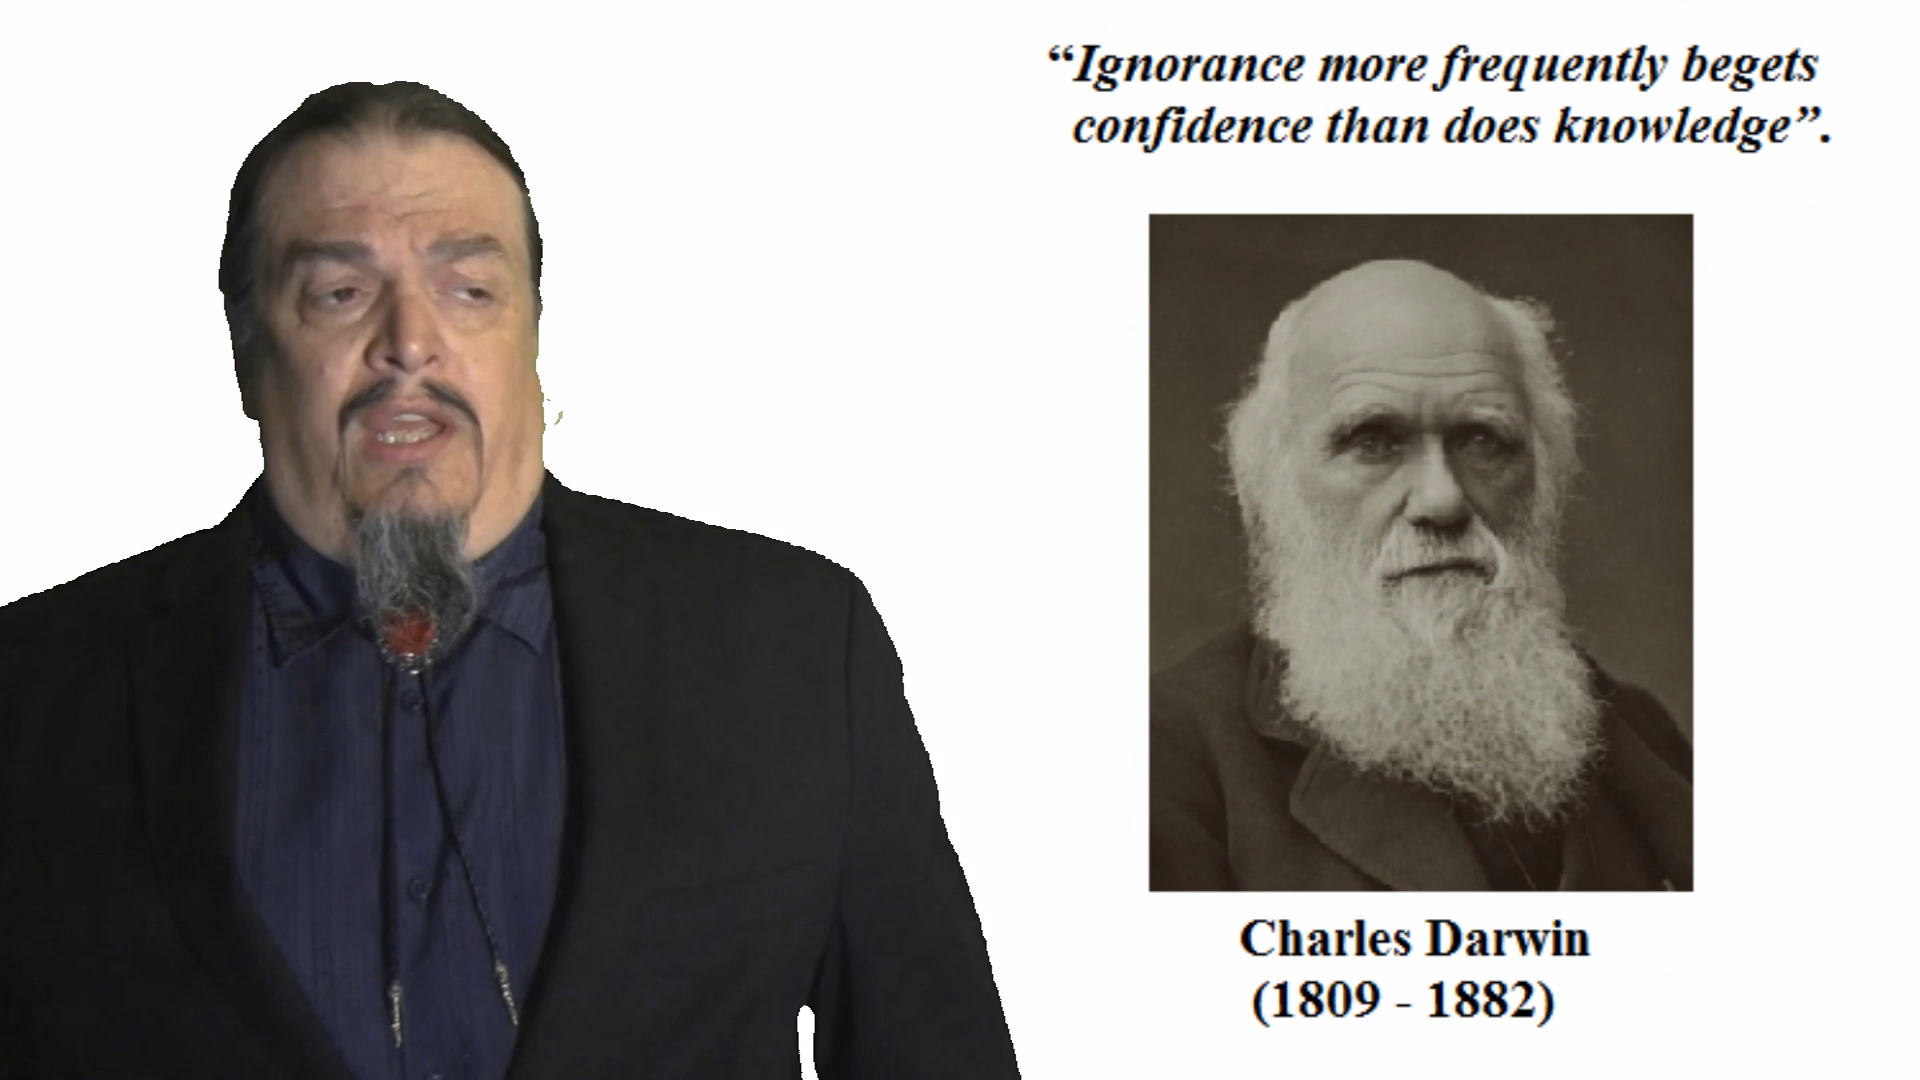 “Ignorance more frequently begets
confidence than does knowledge”.
Charles Darwin
(1809 - 1882)